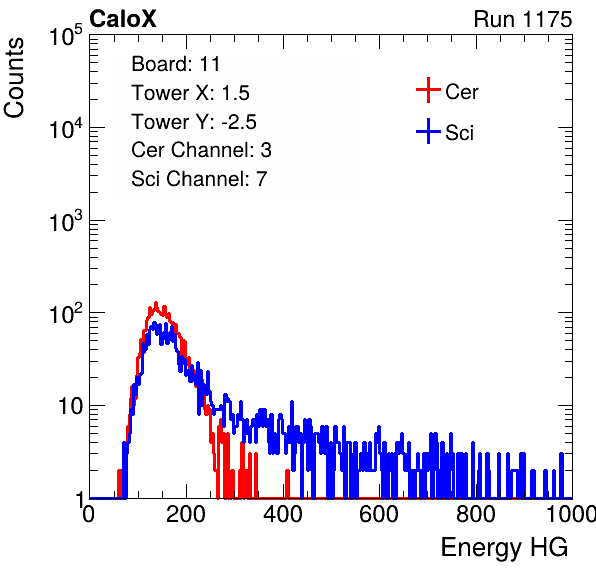 CaloX Run 1175
Counts
10^5
10^4
10^3
10^2
10
1
Board: 11
Tower X: 1.5
Tower Y: -2.5
Cer Channel: 3
Sci Channel: 7
Cer
Sci
0 200 400 600 800 1000
Energy HG